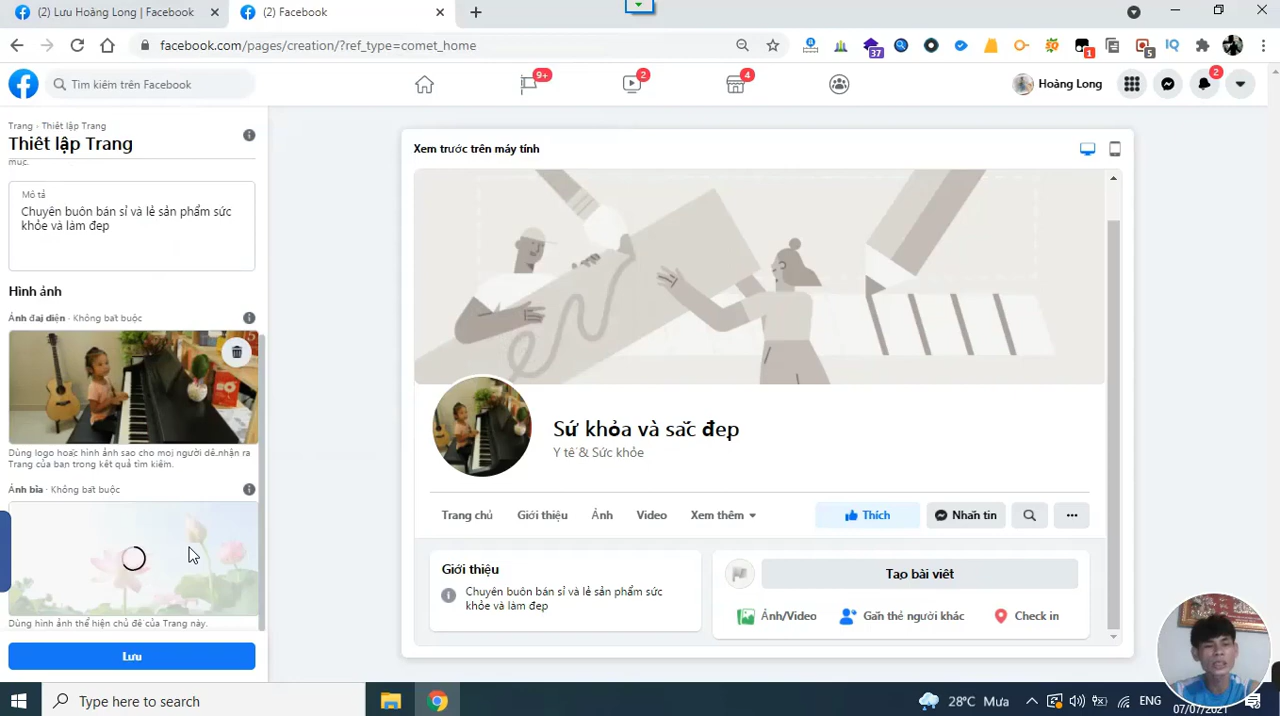 (2) Lưu Hoàng Long | Facebook
(2) Facebook
facebook.com/pages/creation/?ref_type=comet_home
37
1
5
IQ
Tìm kiếm trên Facebook
9+
2
4
Hoàng Long
2
Trang · Thiết lập Trang
Thiết lập Trang
mục.
Mô tả
Chuyên buôn bán sỉ và lẻ sản phẩm sức
khỏe và làm đẹp
Hình ảnh
Ảnh đại diện · Không bắt buộc
Dùng logo hoặc hình ảnh sao cho mọi người dễ nhận ra
Trang của bạn trong kết quả tìm kiếm.
Ảnh bìa · Không bắt buộc
Dùng hình ảnh thể hiện chủ đề của Trang này.
Lưu
Xem trước trên máy tính
Sứ khỏa và sắc đẹp
Y tế & Sức khỏe
Trang chủ
Giới thiệu
Ảnh
Video
Xem thêm
Thích
Nhắn tin
Giới thiệu
Chuyên buôn bán sỉ và lẻ sản phẩm sức
khỏe và làm đẹp
Tạo bài viết
Ảnh/Video
Gắn thẻ người khác
Check in
Type here to search
28°C Mưa
ENG
07/07/2021